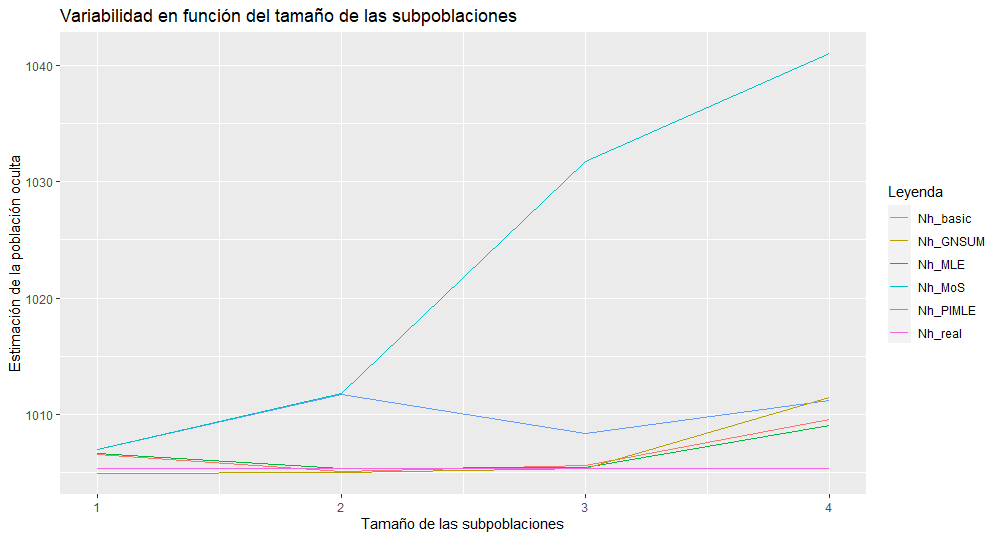 Variabilidad en función del tamaño de las subpoblaciones
Estimación de la población oculta
1040
1030
1020
1010
1
2
3
4
Tamaño de las subpoblaciones
Leyenda
Nh_basic
Nh_GNSUM
Nh_MLE
Nh_MoS
Nh_PIMLE
Nh_real